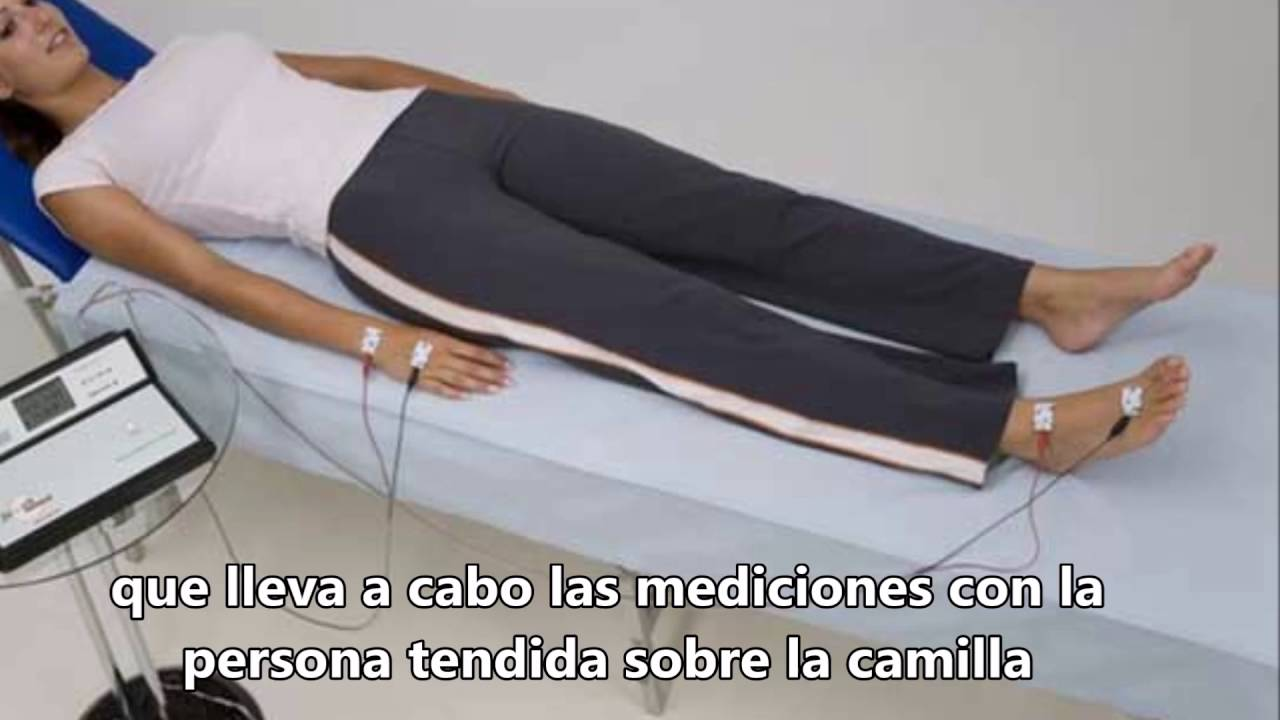 que lleva a cabo las mediciones con la
persona tendida sobre la camilla